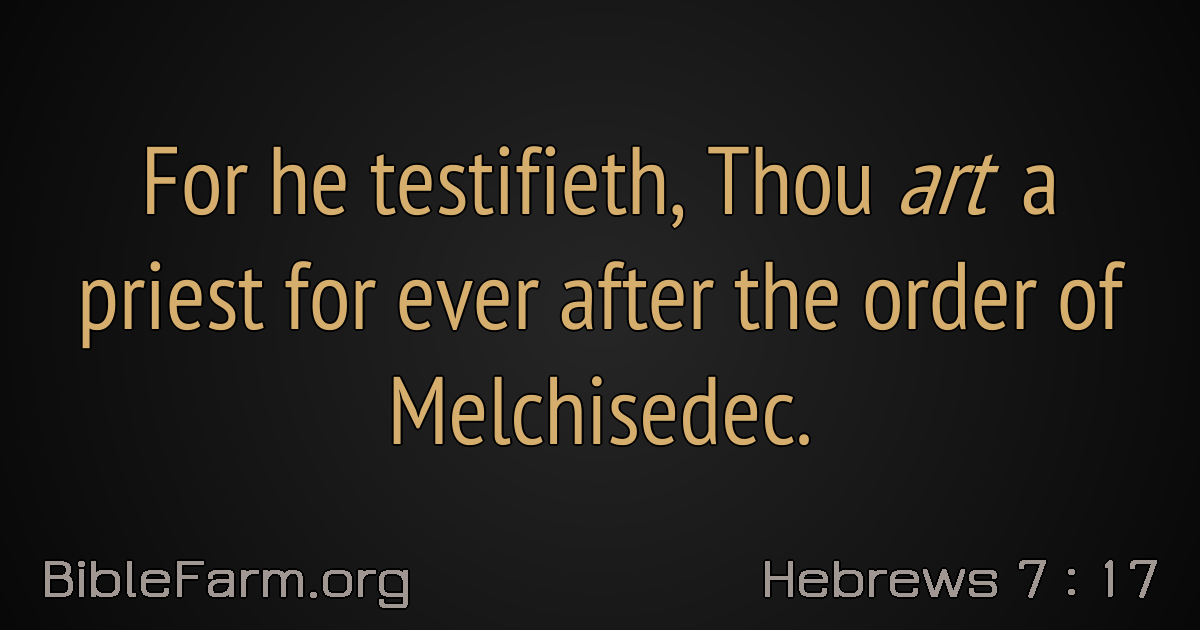 For he testifieth, Thou art a
priest for ever after the order of
Melchisedec.
BibleFarm.org
Hebrews 7 : 17